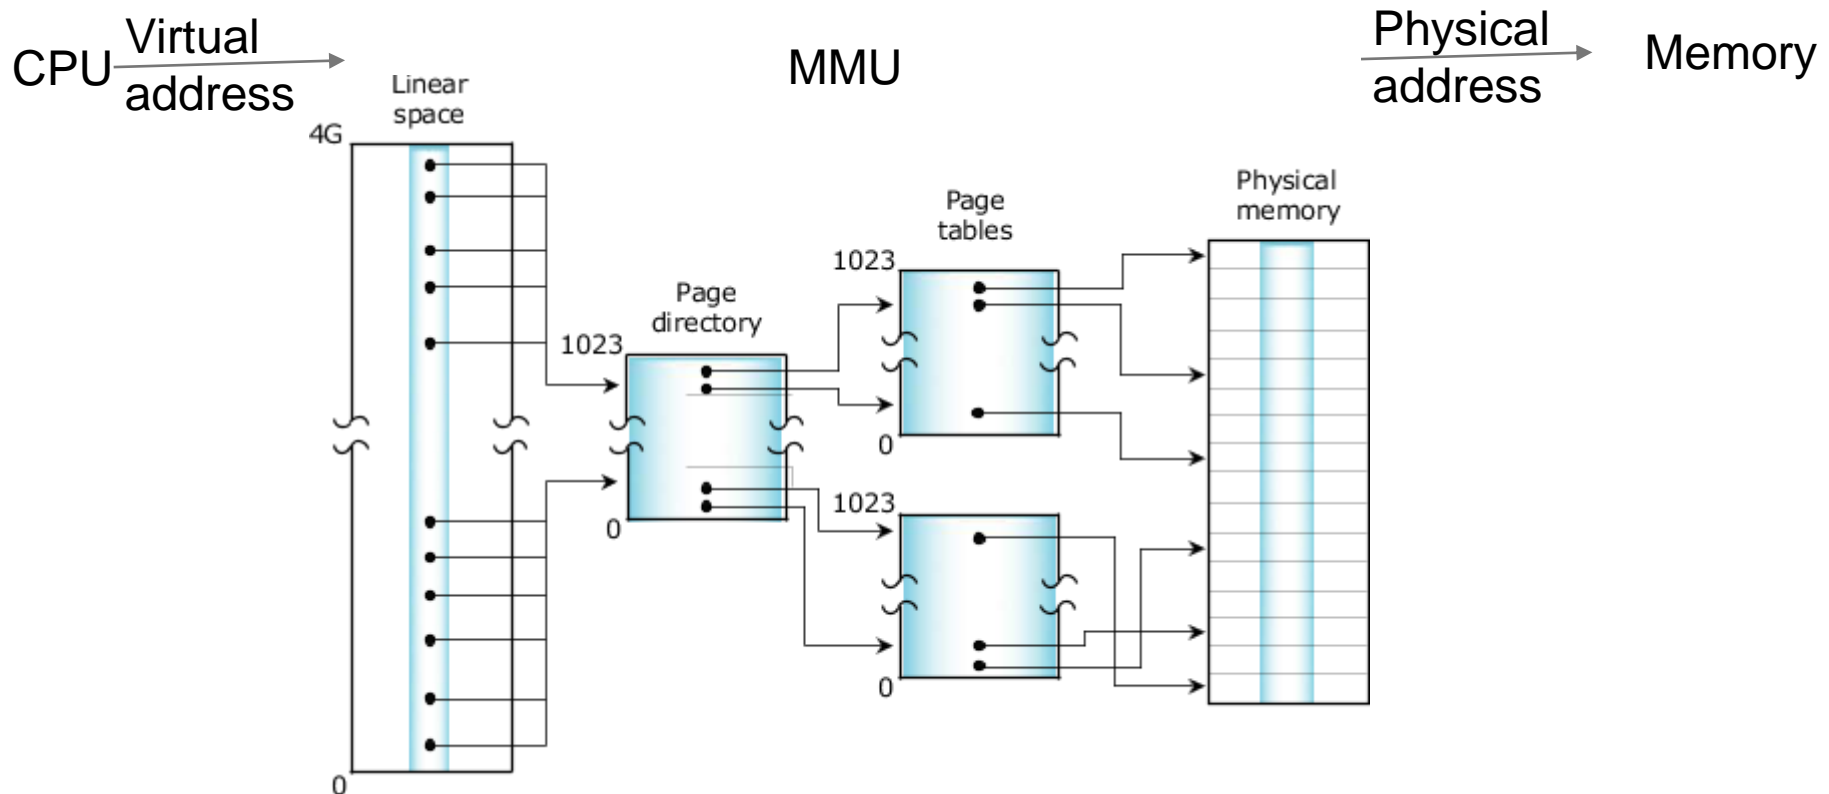 CPU
Virtual
address
MMU
Physical
address
Memory
Linear
space
4G
0
Page
directory
1023
0
Page
tables
1023
0
1023
0
Physical
memory